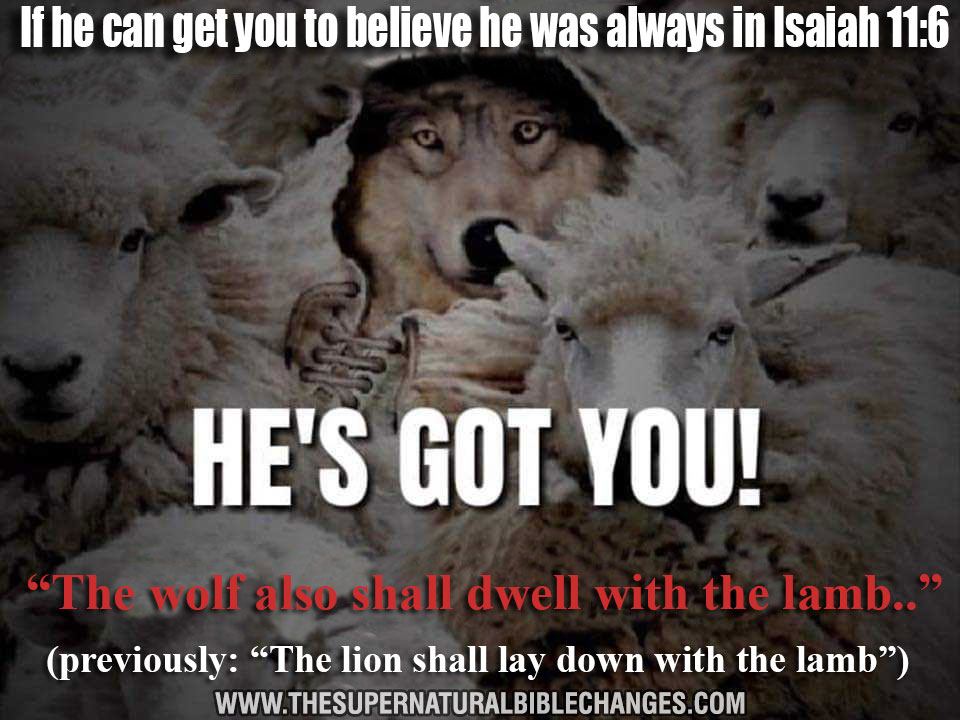 If he can get you to believe he was always in Isaiah 11:6
HE'S GOT YOU!
“The wolf also shall dwell with the lamb..”
(previously: “The lion shall lay down with the lamb”)
WWW.THESUPERNATURALBIBLECHANGES.COM